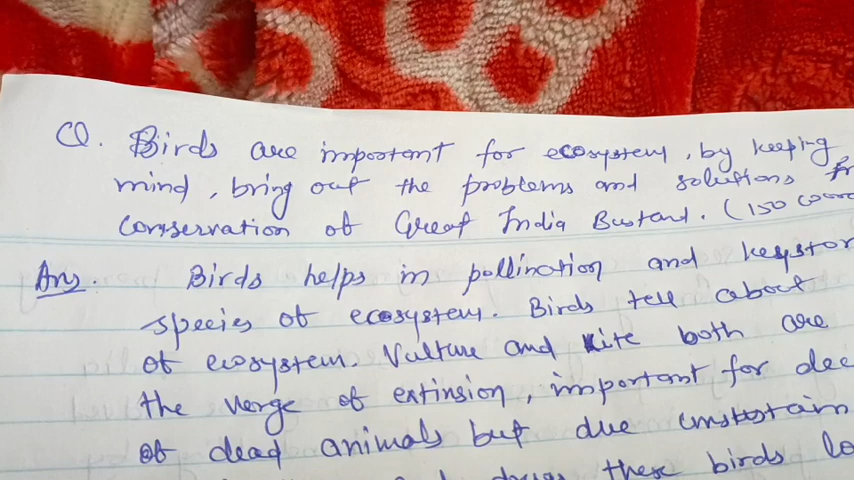 Q. Birds are important for ecosystem, by keeping
mind, bring out the problems and solutions
conservation of Great India Bustard. (150
Ans. Birds helps in pollination and
species of ecosystem. Birds tell about
of ecosystem. Vulture and kite both are
the verge of extinsion, important for
of dead animals but due
drugs these birds